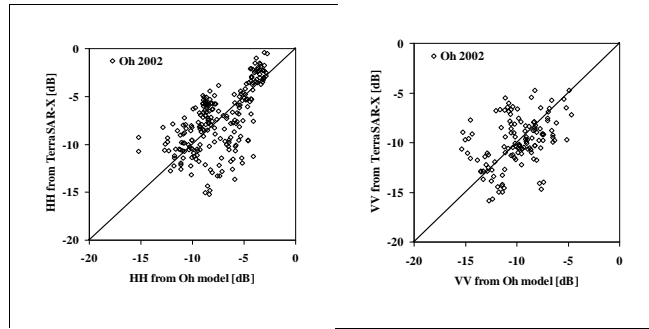 Oh 2002
HH from TerraSAR-X [dB]
0
-5
-10
-15
-20
-20 -15 -10 -5 0
HH from Oh model [dB]
Oh 2002
VV from TerraSAR-X [dB]
0
-5
-10
-15
-20
-20 -15 -10 -5 0
VV from Oh model [dB]